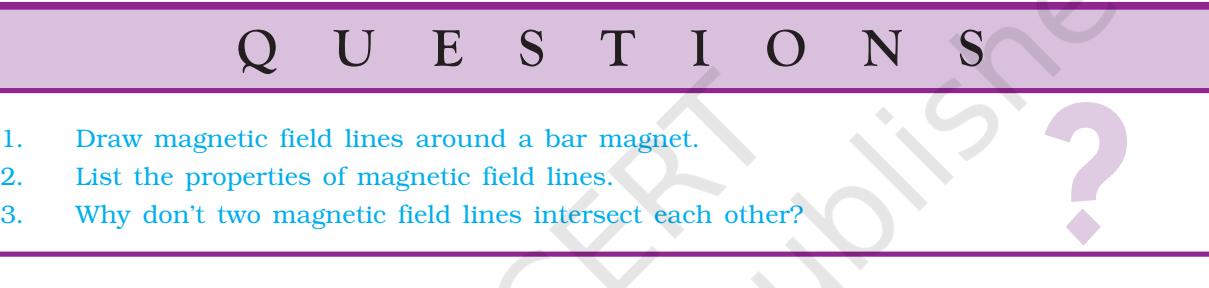 QUESTIONS
1. Draw magnetic field lines around a bar magnet.
2. List the properties of magnetic field lines.
3. Why don't two magnetic field lines intersect each other?
?